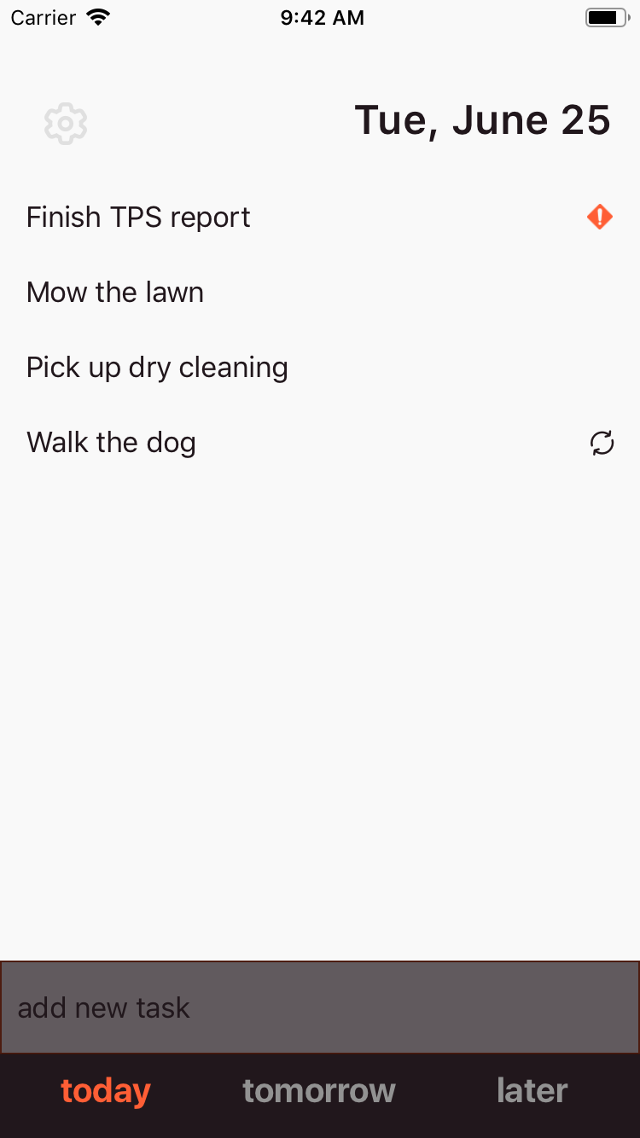 Carrier 9:42 AM
Tue, June 25
Finish TPS report
Mow the lawn
Pick up dry cleaning
Walk the dog
add new task
today tomorrow later